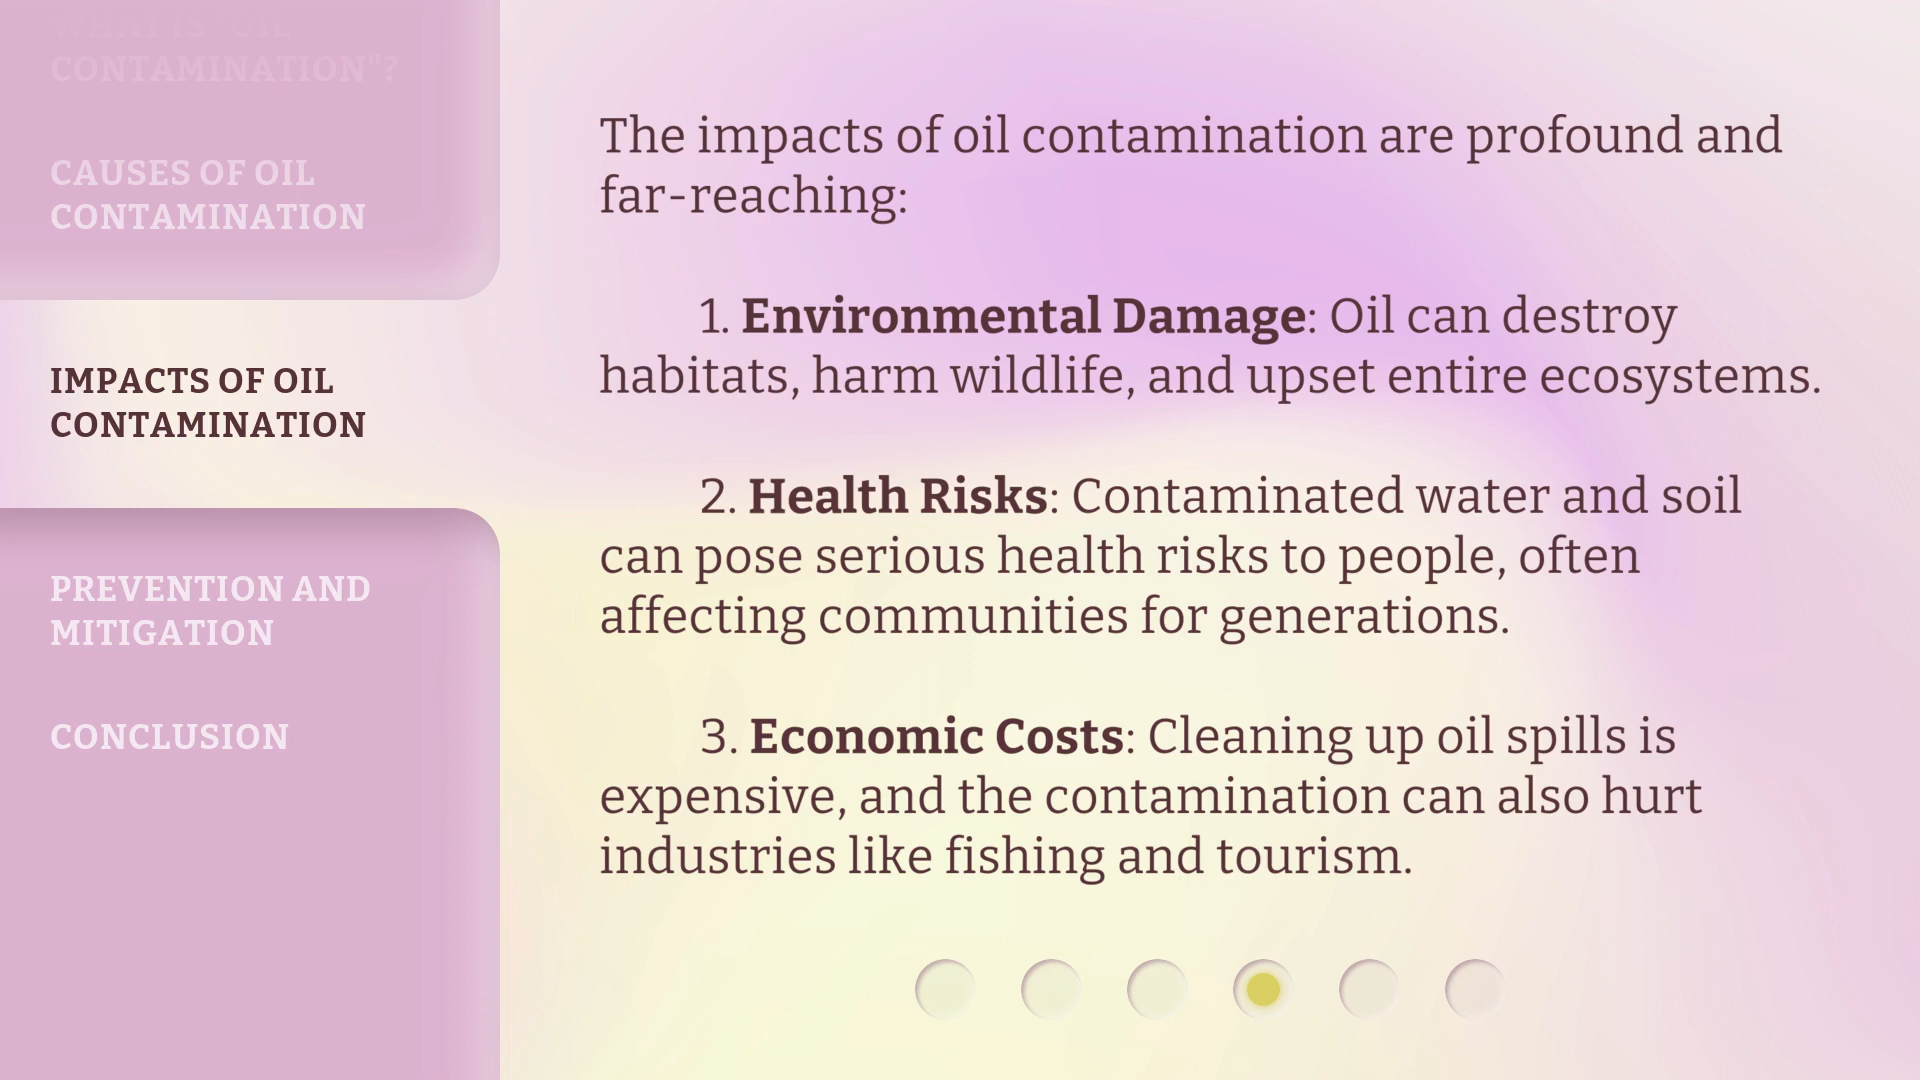 WHAT IS "OIL
CONTAMINATION"?
CAUSES OF OIL
CONTAMINATION
IMPACTS OF OIL
CONTAMINATION
PREVENTION AND
MITIGATION
CONCLUSION
The impacts of oil contamination are profound and
far-reaching:
1. Environmental Damage: Oil can destroy
habitats, harm wildlife, and upset entire ecosystems.
2. Health Risks: Contaminated water and soil
can pose serious health risks to people, often
affecting communities for generations.
3. Economic Costs: Cleaning up oil spills is
expensive, and the contamination can also hurt
industries like fishing and tourism.